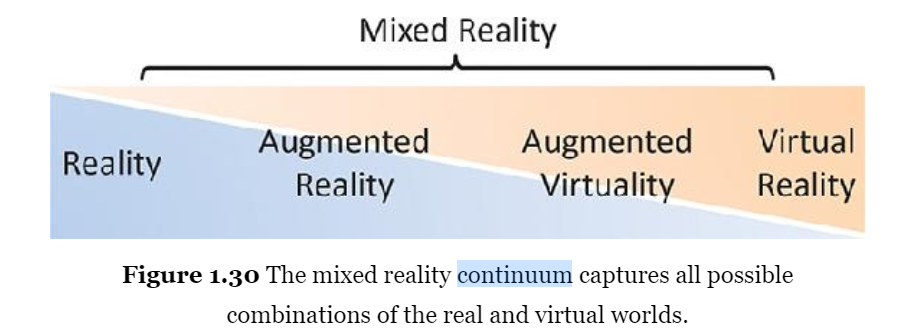 Mixed Reality
Reality
Augmented
Reality
Augmented
Virtuality
Virtual
Reality
Figure 1.30 The mixed reality continuum captures all possible
combinations of the real and virtual worlds.